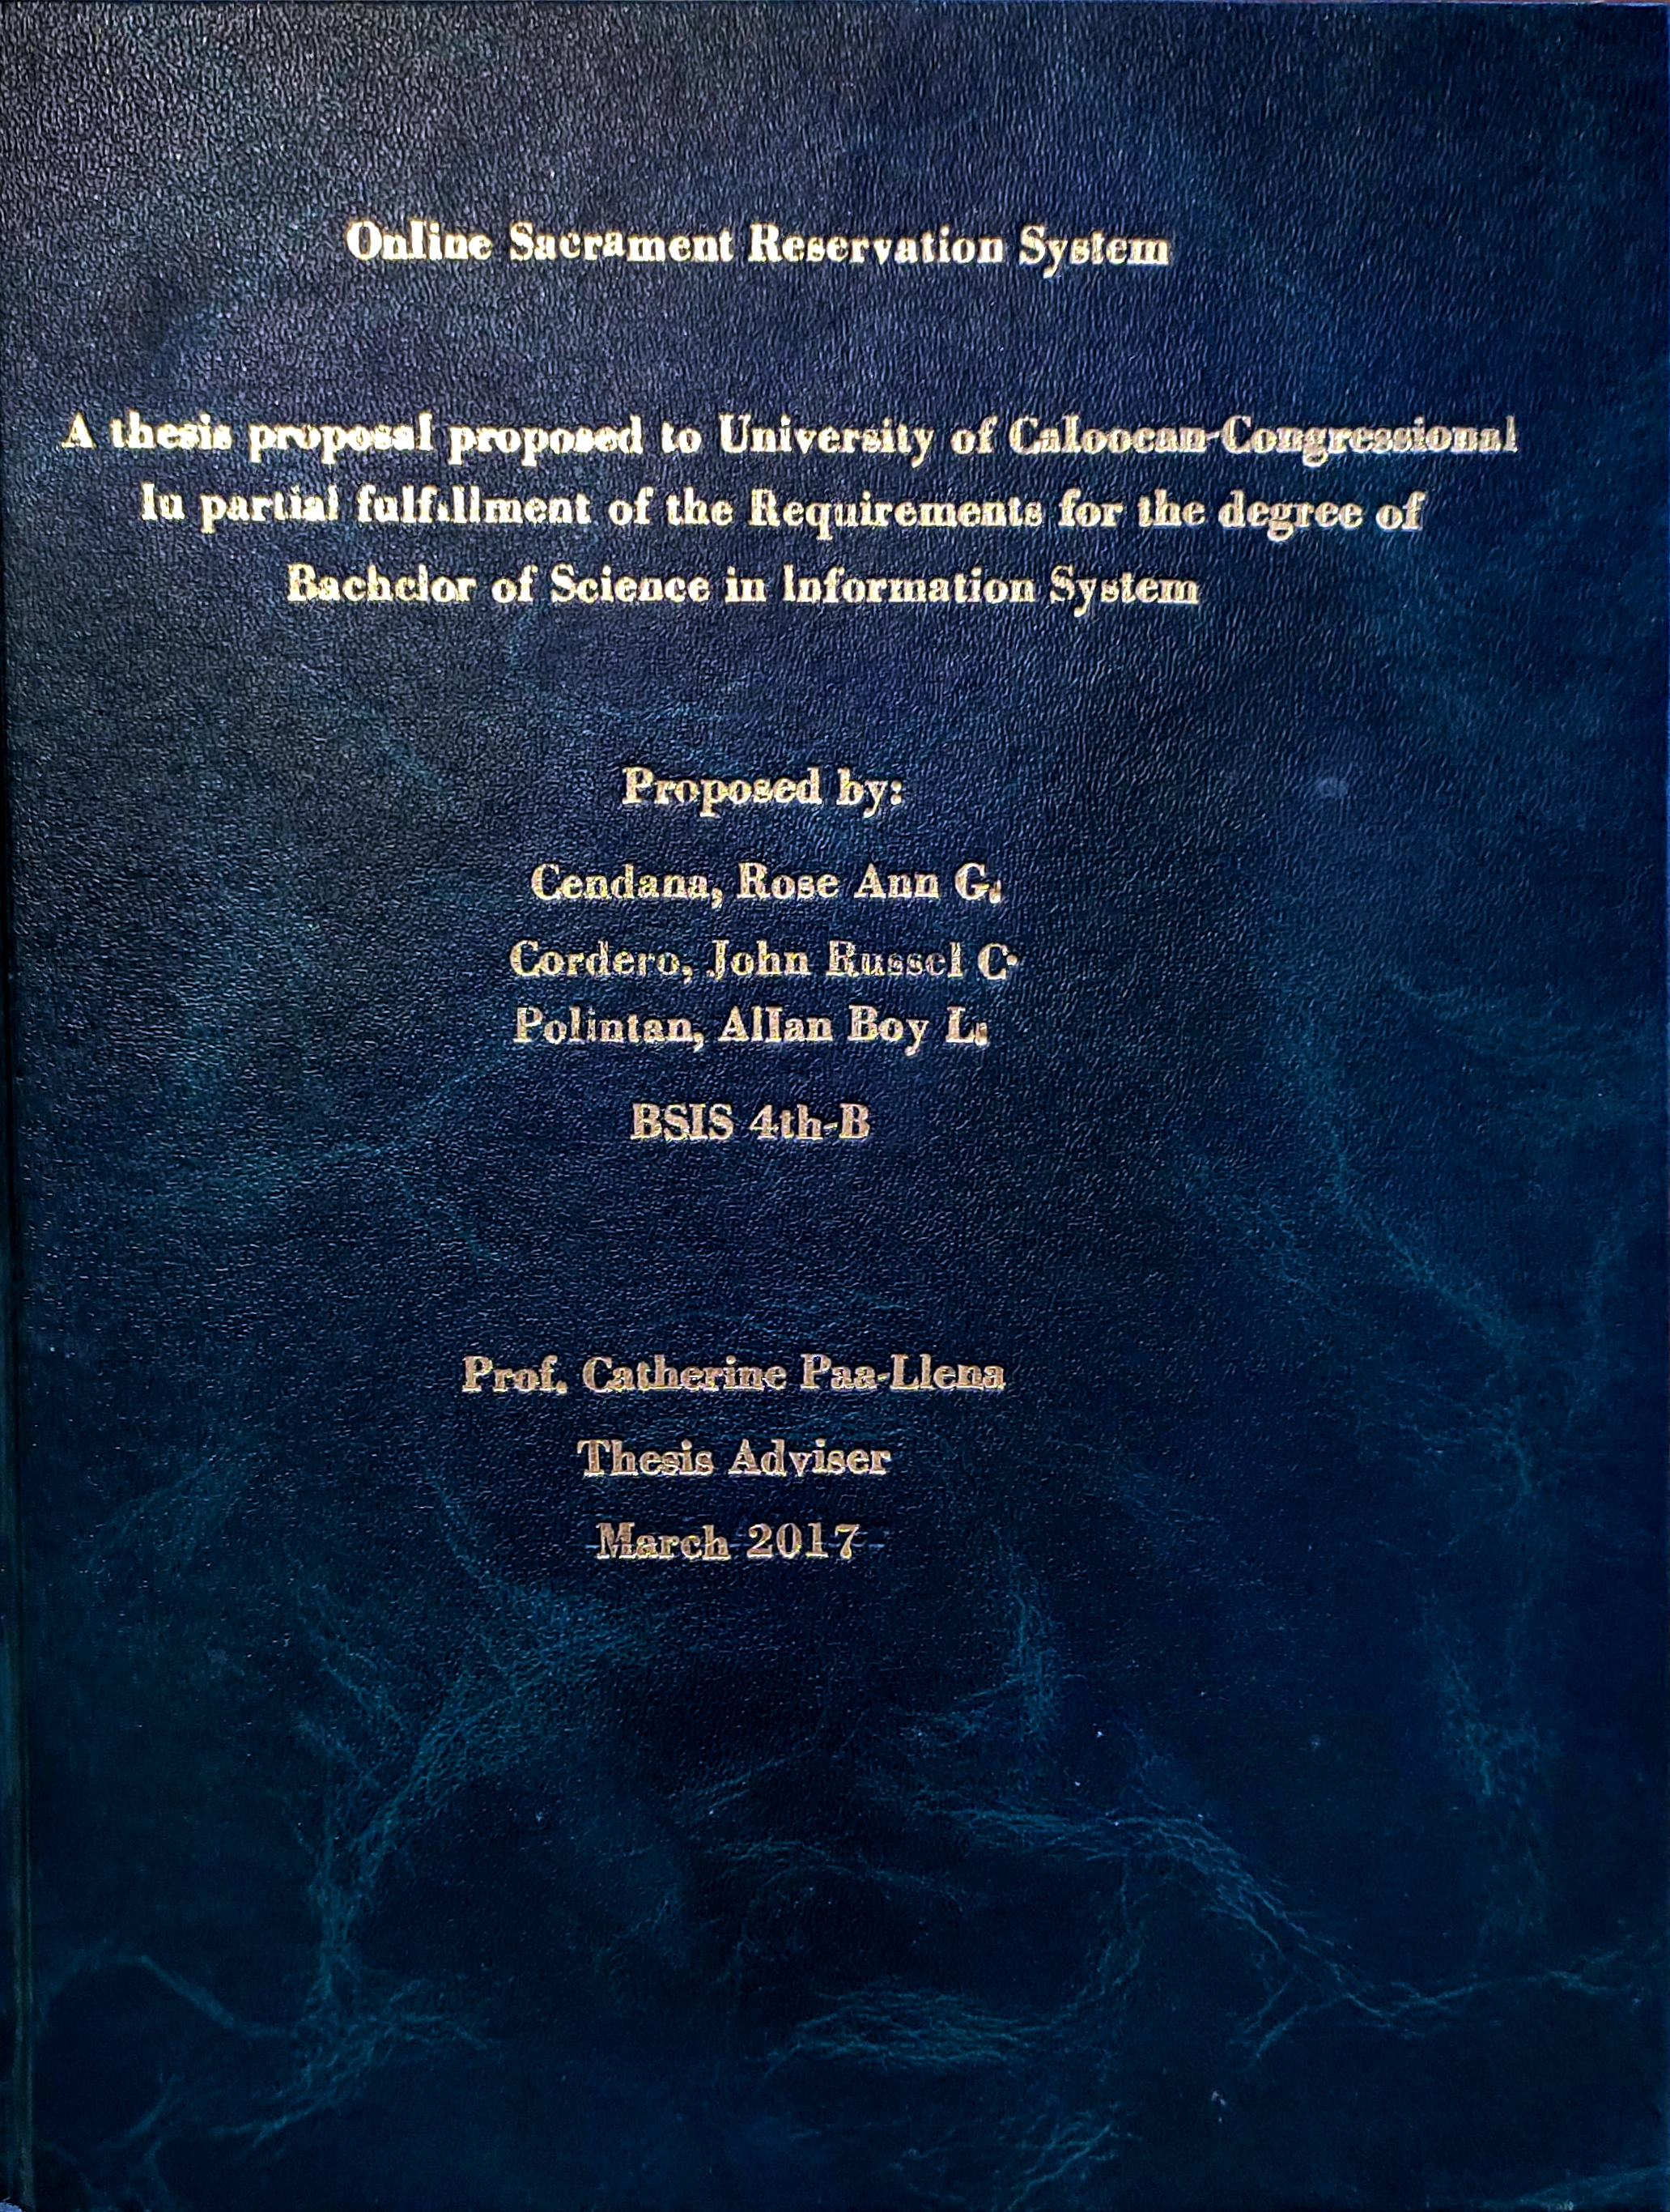 Online Sacrament Reservation System
A thesis proposal proposed to University of Caloocan-Congressional
In partial fulfillment of the Requirements for the degree of
Bachelor of Science in Information System
Proposed by:
Cendana, Rose Ann G.
Cordero, John Russel C.
Polintan, Allan Boy L.
BSIS 4th-B
Prof. Catherine Paa-Llena
Thesis Adviser
March 2017